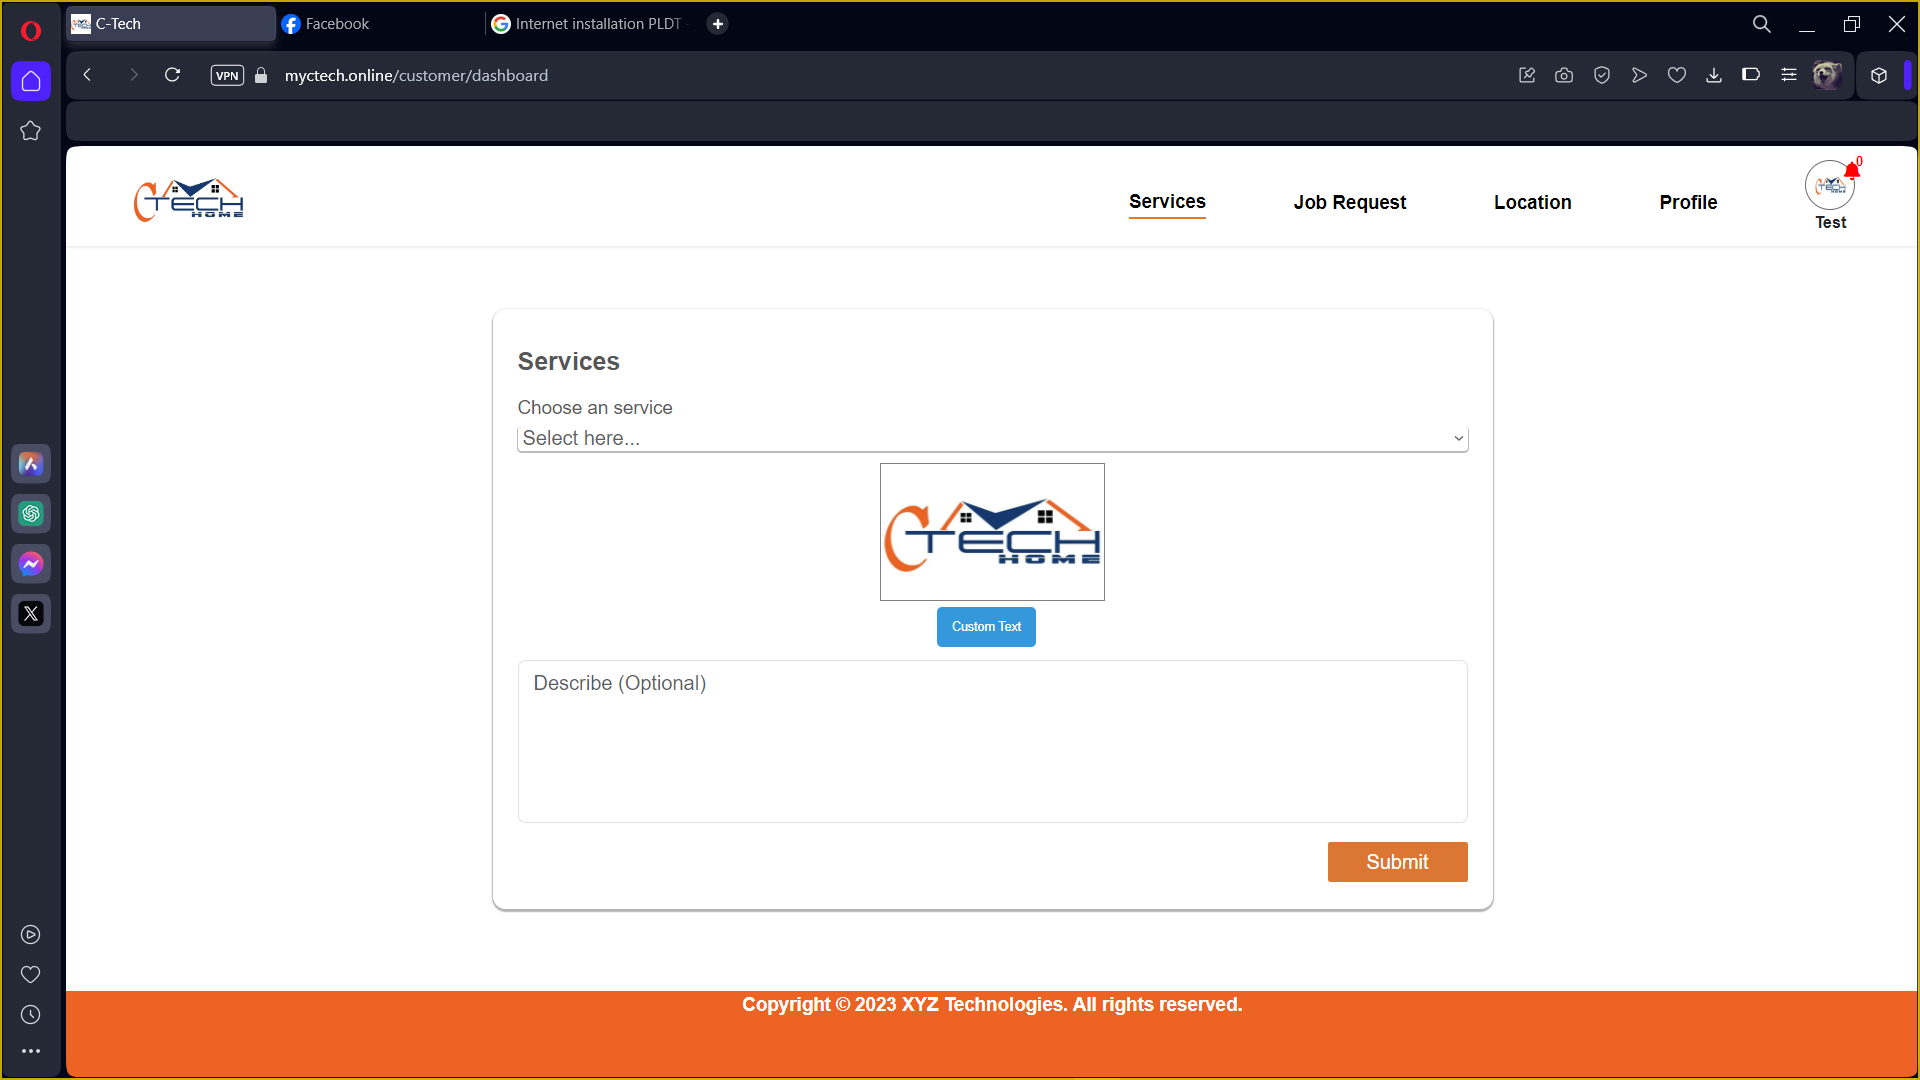 C-Tech
Facebook
Internet installation PLDT
VPN
myctech.online/customer/dashboard
CTECH
HOME
Services
Job Request
Location
Profile
0
Test
Services
Choose an service
Select here...
CTECH
HOME
Custom Text
Describe (Optional)
Submit
Copyright © 2023 XYZ Technologies. All rights reserved.